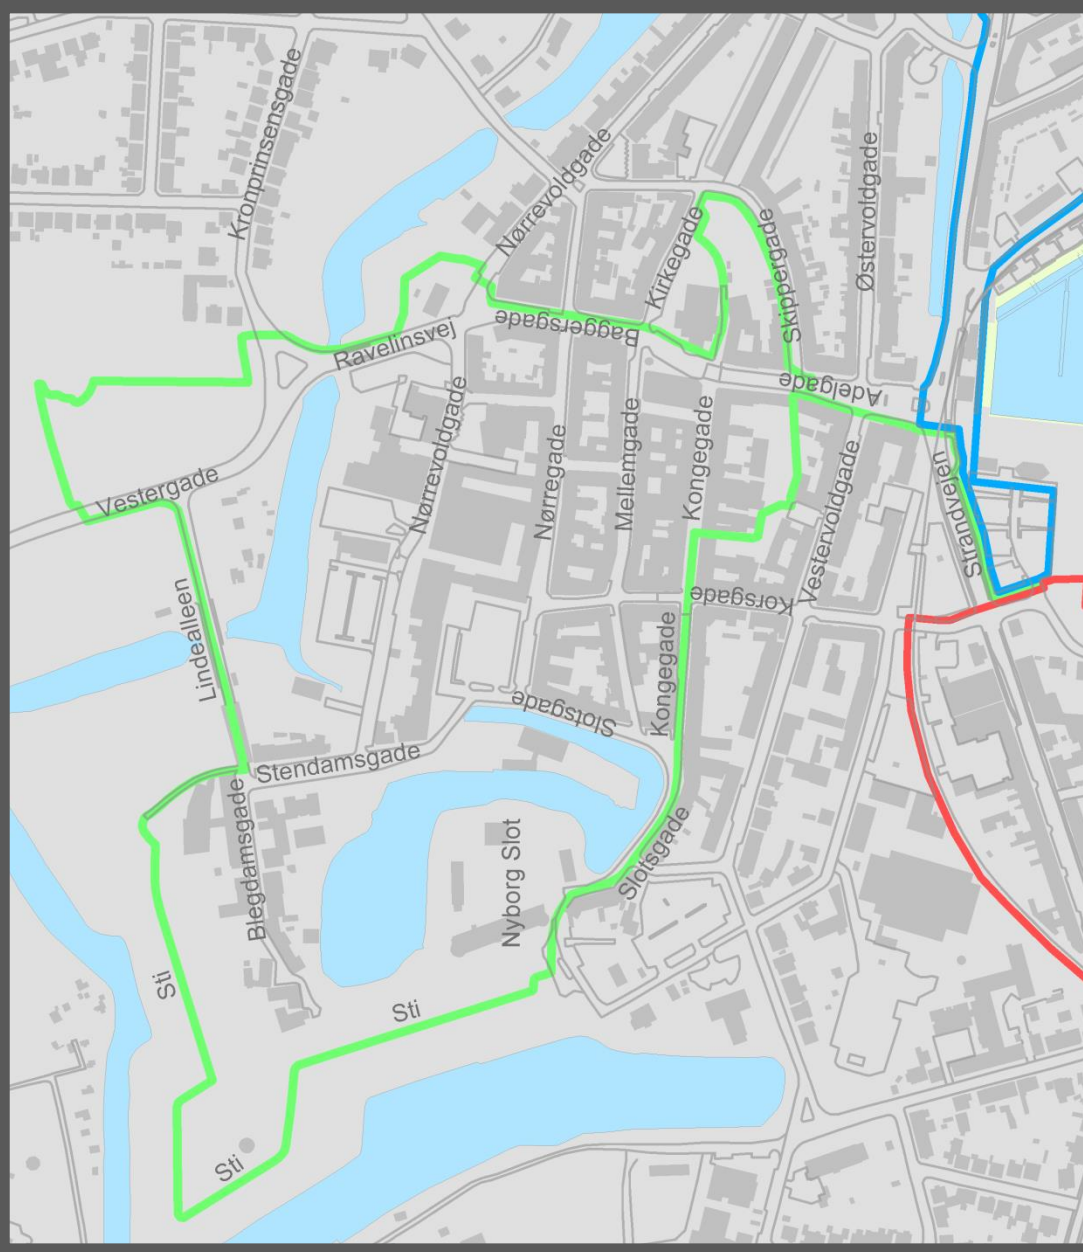 Kronprinsensgade
Nørrevoldgade
Østervoldgade
Kirkegade
Skippergade
Baggersgade
Ravelinsvej
Adelgade
Nørrevoldgade
Mellemgade
Kongegade
Nørregade
Vestergade
Vestervoldgade
Strandvejen
Korsgade
Lindealleen
Kongegade
Slotsgade
Stendamsgade
Blegdamsgade
Nyborg Slot
Slotsgade
Sti
Sti
Sti